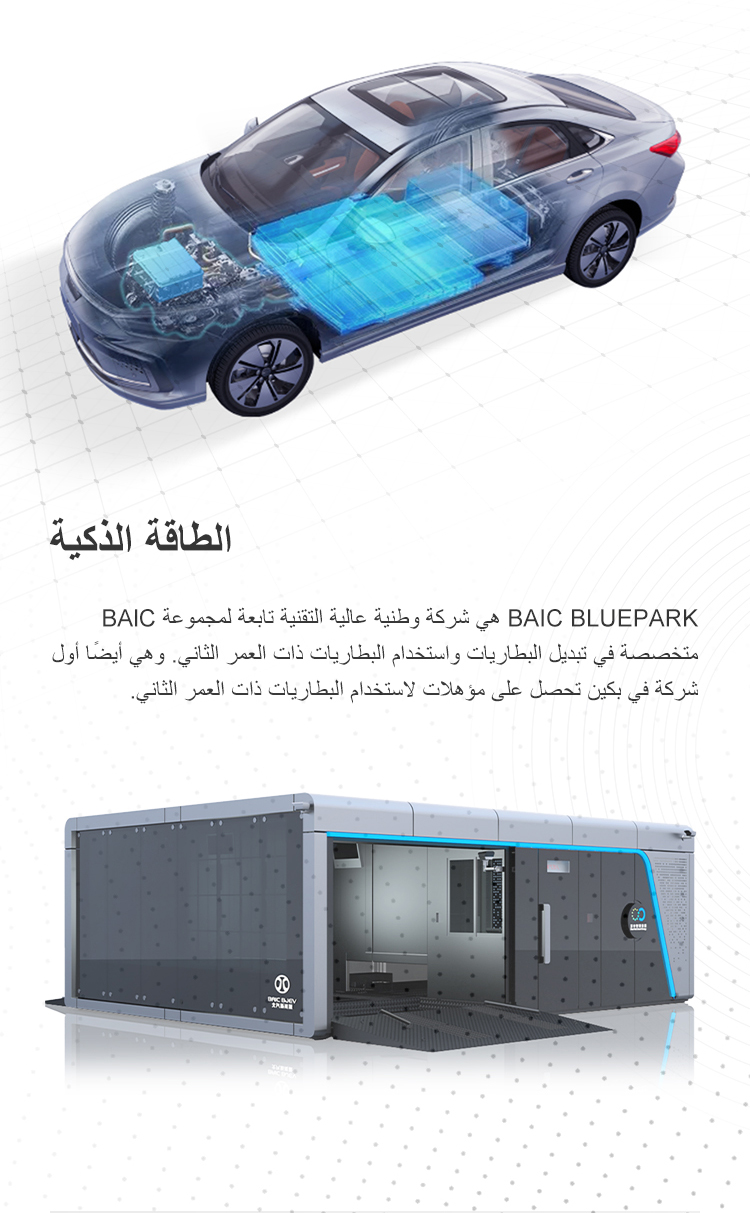 الطاقة الذكية
BAIC BLUEPARK هي شركة وطنية عالية التقنية تابعة لمجموعة BAIC
متخصصة في تبديل البطاريات واستخدام البطاريات ذات العمر الثاني. وهي أيضًا أول
شركة في بكين تحصل على مؤهلات لاستخدام البطاريات ذات العمر الثاني.
BAIC BJEV